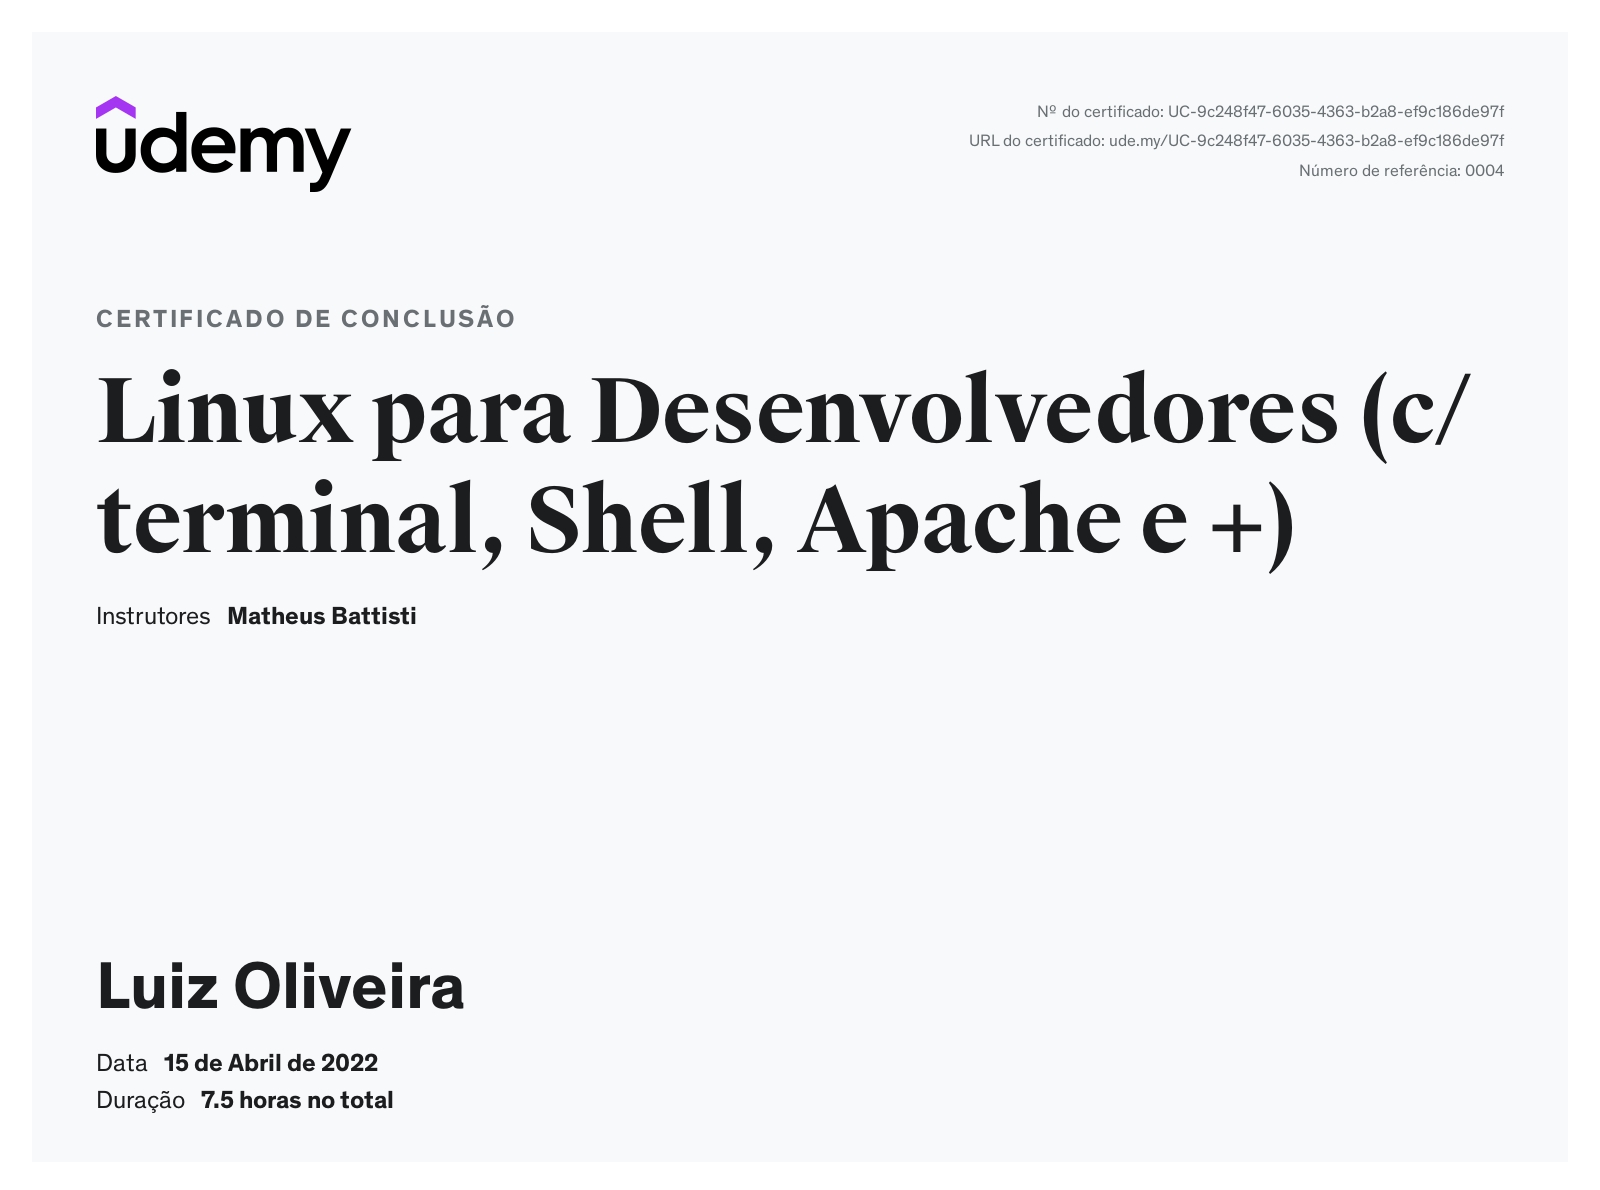 udemy
Nº do certificado: UC-9c248f47-6035-4363-b2a8-ef9c186de97f
URL do certificado: ude.my/UC-9c248f47-6035-4363-b2a8-ef9c186de97f
Número de referência: 0004
CERTIFICADO DE CONCLUSÃO
Linux para Desenvolvedores (c/
terminal, Shell, Apache e +)
Instrutores Matheus Battisti
Luiz Oliveira
Data 15 de Abril de 2022
Duração 7.5 horas no total